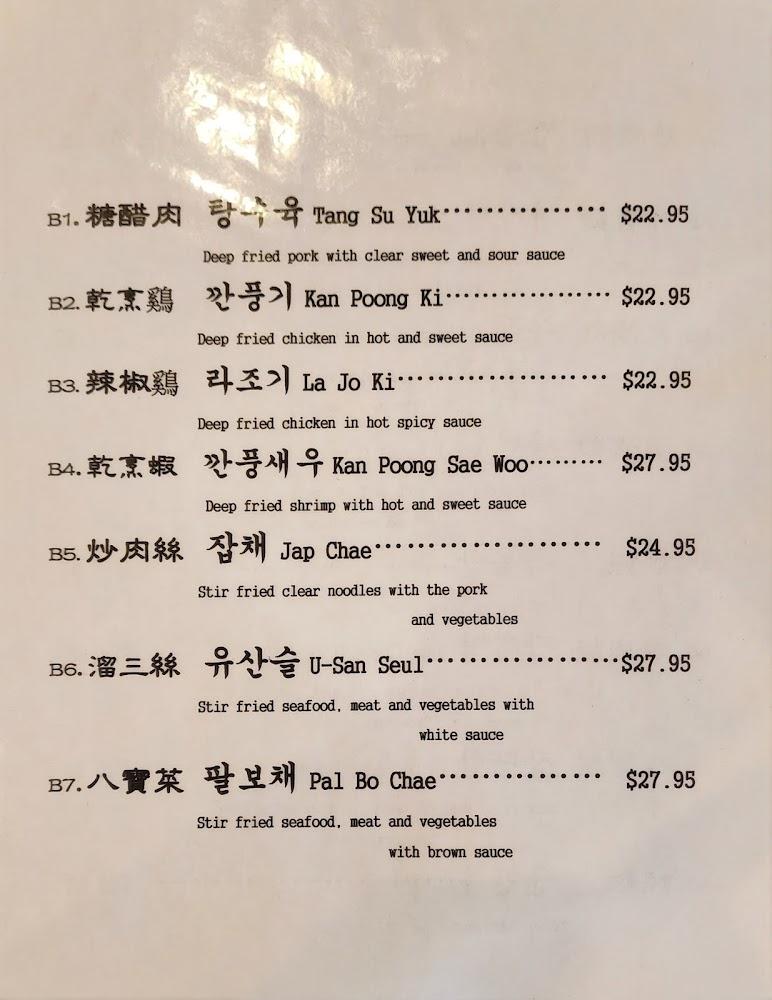 B1. 糖醋肉 탕수육 Tang Su Yuk················ $22.95
Deep fried pork with clear sweet and sour sauce
B2. 乾烹鷄 깐풍기 Kan Poong Ki·················· $22.95
Deep fried chicken in hot and sweet sauce
B3. 辣椒鷄 라조기 La Jo Ki······················ $22.95
Deep fried chicken in hot spicy sauce
B4. 乾烹蝦 깐풍새우 Kan Poong Sae Woo········· $27.95
Deep fried shrimp with hot and sweet sauce
B5. 炒肉絲 잡채 Jap Chae······················· $24.95
Stir fried clear noodles with the pork
and vegetables
B6. 溜三絲 유산슬 U-San Seul···················$27.95
Stir fried seafood, meat and vegetables with
white sauce
B7. 八寶菜 팔보채 Pal Bo Chae················ $27.95
Stir fried seafood, meat and vegetables
with brown sauce